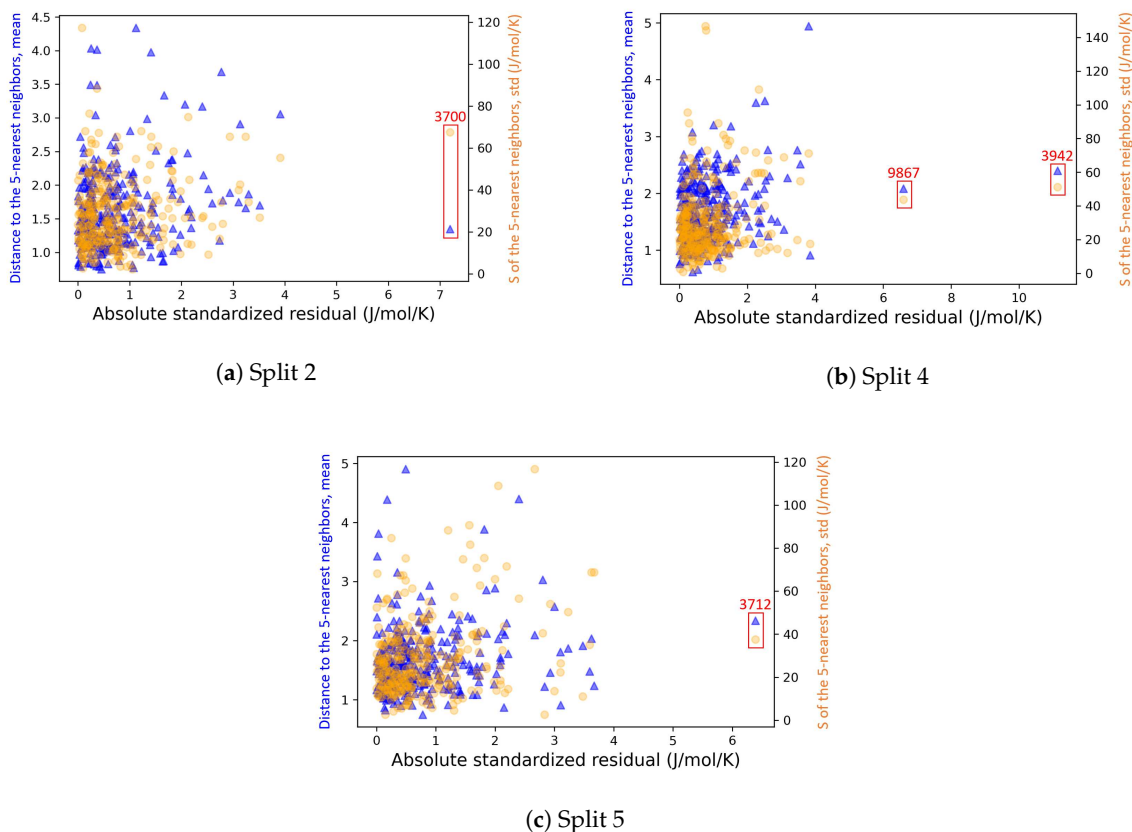 4.5
4.0
3.5
3.0
2.5
2.0
1.5
1.0
Distance to the 5-nearest neighbors, mean
120
100
80
60
40
20
0
S of the 5-nearest neighbors, std (J/mol/K)
3700
0 1 2 3 4 5 6 7
Absolute standardized residual (J/mol/K)
(a) Split 2
5
4
3
2
1
Distance to the 5-nearest neighbors, mean
140
120
100
80
60
40
20
0
S of the 5-nearest neighbors, std (J/mol/K)
9867
3942
0 2 4 6 8 10
Absolute standardized residual (J/mol/K)
(b) Split 4
5
4
3
2
1
Distance to the 5-nearest neighbors, mean
120
100
80
60
40
20
0
S of the 5-nearest neighbors, std (J/mol/K)
3712
0 1 2 3 4 5 6
Absolute standardized residual (J/mol/K)
(c) Split 5